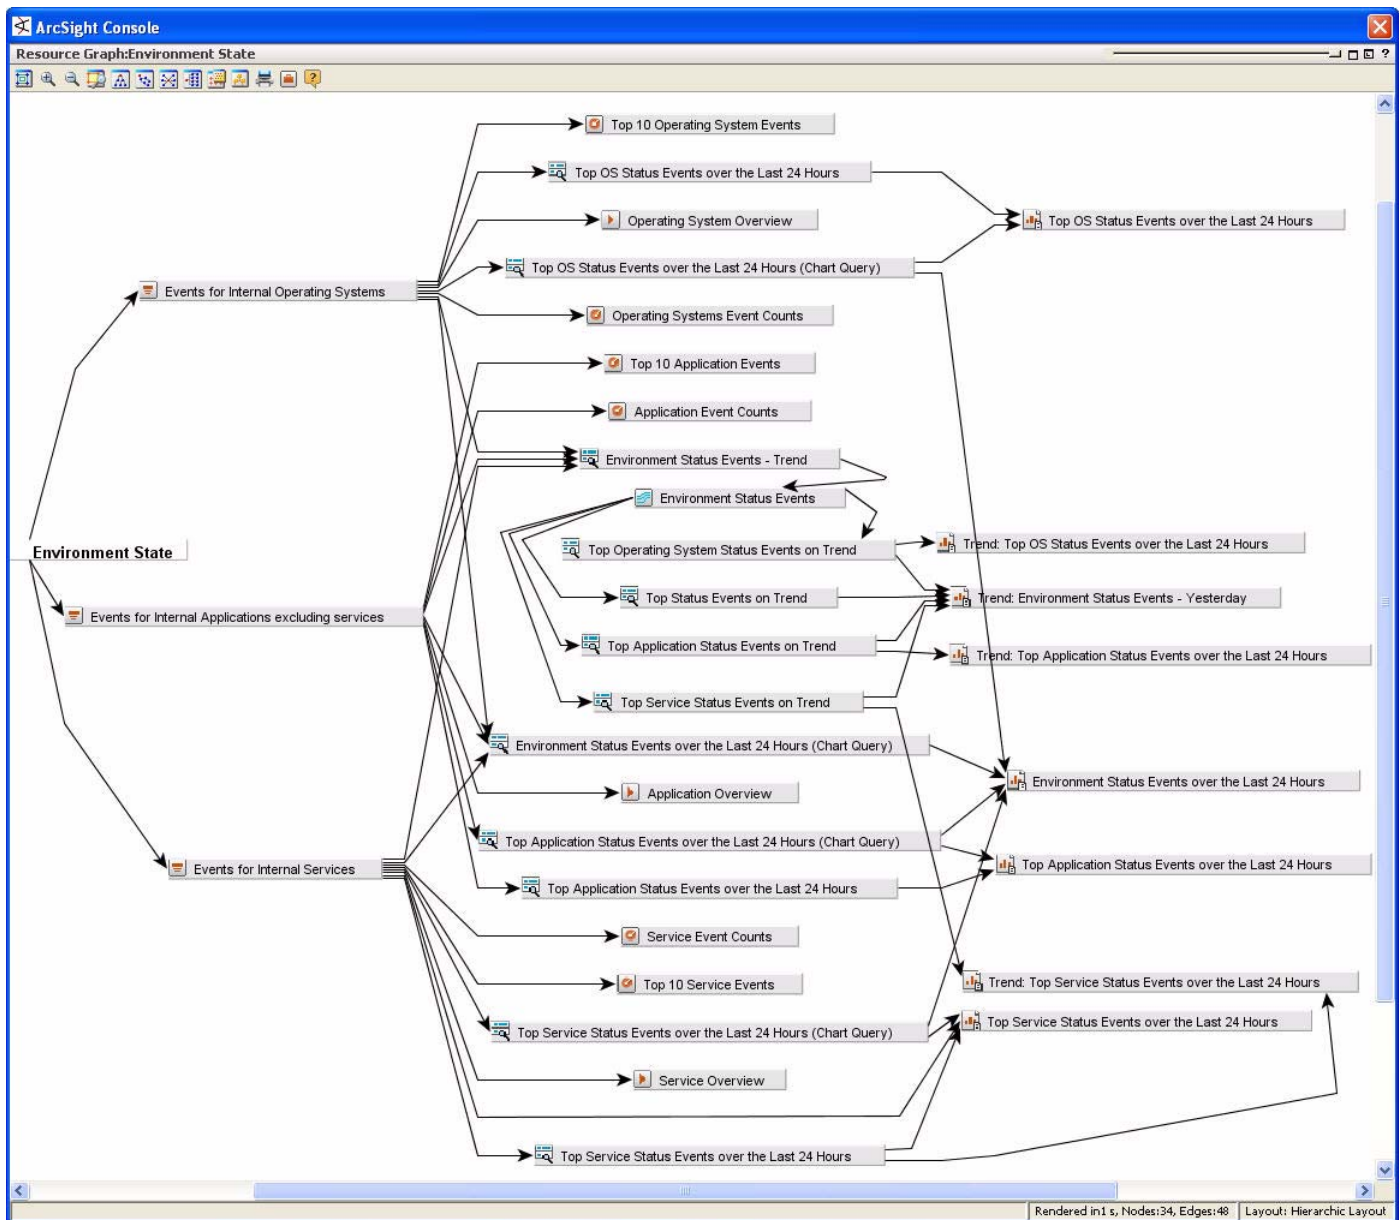 ArcSight Console
Resource Graph:Environment State
Top 10 Operating System Events
Top OS Status Events over the Last 24 Hours
Operating System Overview
Top OS Status Events over the Last 24 Hours
Top OS Status Events over the Last 24 Hours (Chart Query)
Events for Internal Operating Systems
Operating Systems Event Counts
Top 10 Application Events
Application Event Counts
Environment Status Events - Trend
Environment Status Events
Environment State
Top Operating System Status Events on Trend
Trend: Top OS Status Events over the Last 24 Hours
Top Status Events on Trend
Trend: Environment Status Events - Yesterday
Events for Internal Applications excluding services
Top Application Status Events on Trend
Trend: Top Application Status Events over the Last 24 Hours
Top Service Status Events on Trend
Environment Status Events over the Last 24 Hours (Chart Query)
Environment Status Events over the Last 24 Hours
Application Overview
Top Application Status Events over the Last 24 Hours (Chart Query)
Top Application Status Events over the Last 24 Hours
Events for Internal Services
Top Application Status Events over the Last 24 Hours
Service Event Counts
Top 10 Service Events
Trend: Top Service Status Events over the Last 24 Hours
Top Service Status Events over the Last 24 Hours (Chart Query)
Top Service Status Events over the Last 24 Hours
Service Overview
Top Service Status Events over the Last 24 Hours
Rendered in1 s, Nodes:34, Edges:48
Layout: Hierarchic Layout